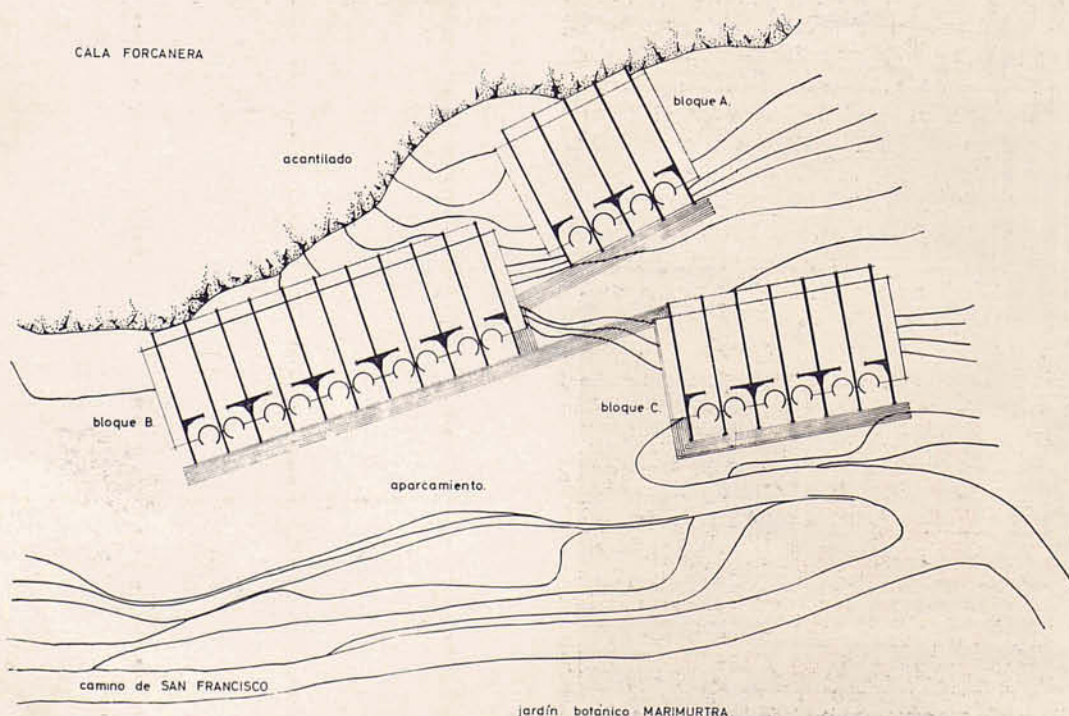 CALA FORCANERA
bloque A.
acantilado
bloque B.
bloque C.
aparcamiento.
camino de SAN FRANCISCO
jardín botánico MARIMURTRA